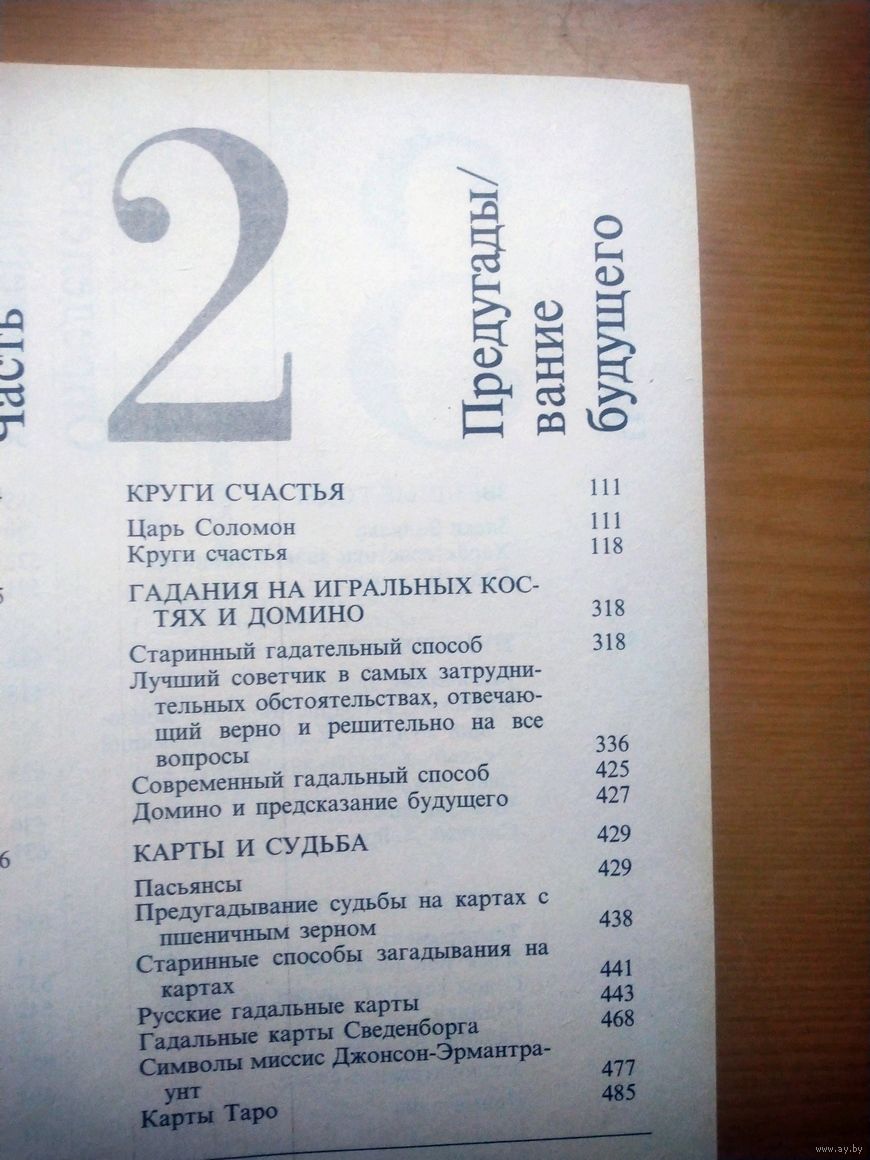 Часть
2
Предугады/
вание
будущего
КРУГИ СЧАСТЬЯ 111
Царь Соломон 111
Круги счастья 118
ГАДАНИЯ НА ИГРАЛЬНЫХ КОС-
ТЯХ И ДОМИНО 318
Старинный гадательный способ 318
Лучший советчик в самых затрудни-
тельных обстоятельствах, отвечаю-
щий верно и решительно на все
вопросы 336
Современный гадальный способ 425
Домино и предсказание будущего 427
КАРТЫ И СУДЬБА 429
Пасьянсы 429
Предугадывание судьбы на картах с
пшеничным зерном 438
Старинные способы загадывания на
картах 441
Русские гадальные карты 443
Гадальные карты Сведенборга 468
Символы миссис Джонсон-Эрмантра-
унт 477
Карты Таро 485
www.ay.by